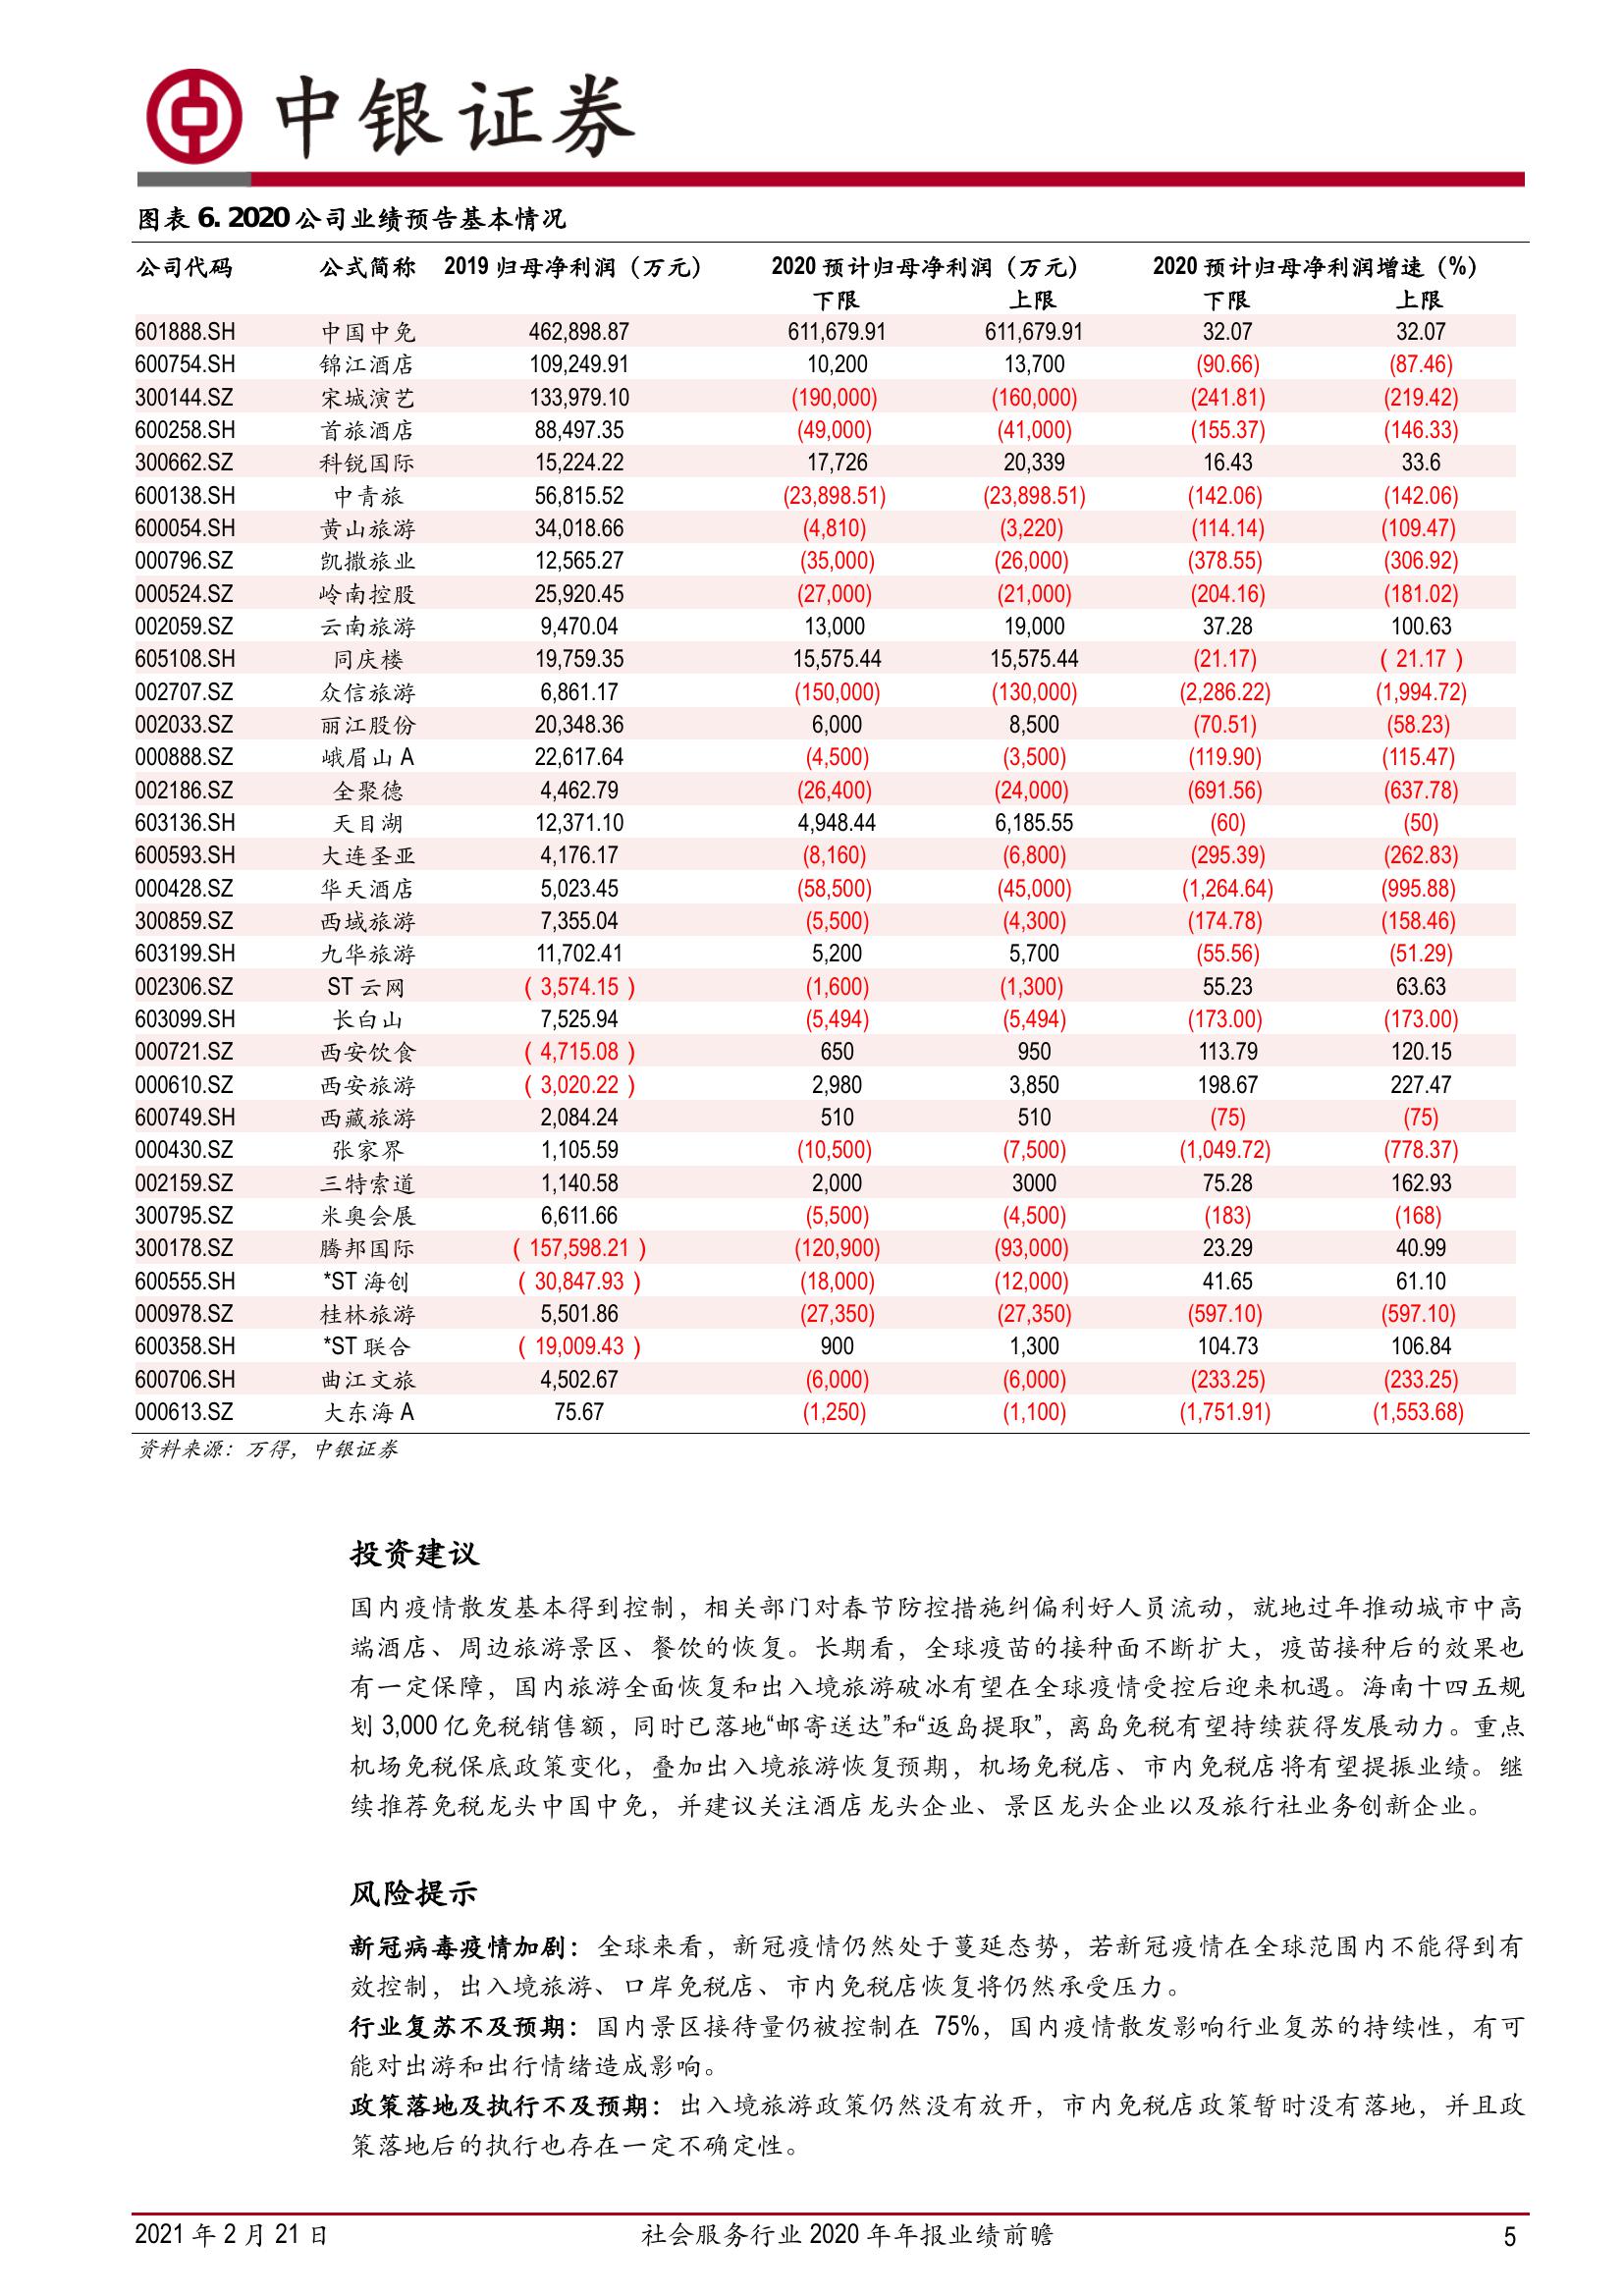 中银证券
图表 6. 2020 公司业绩预告基本情况
公司代码 公式简称 2019 归母净利润（万元） 2020 预计归母净利润（万元） 2020 预计归母净利润增速（%）
下限 上限 下限 上限
601888.SH 中国中免 462,898.87 611,679.91 611,679.91 32.07 32.07
600754.SH 锦江酒店 109,249.91 10,200 13,700 (90.66) (87.46)
300144.SZ 宋城演艺 133,979.10 (190,000) (160,000) (241.81) (219.42)
600258.SH 首旅酒店 88,497.35 (49,000) (41,000) (155.37) (146.33)
300662.SZ 科锐国际 15,224.22 17,726 20,339 16.43 33.6
600138.SH 中青旅 56,815.52 (23,898.51) (23,898.51) (142.06) (142.06)
600054.SH 黄山旅游 34,018.66 (4,810) (3,220) (114.14) (109.47)
000796.SZ 凯撒旅业 12,565.27 (35,000) (26,000) (378.55) (306.92)
000524.SZ 岭南控股 25,920.45 (27,000) (21,000) (204.16) (181.02)
002059.SZ 云南旅游 9,470.04 13,000 19,000 37.28 100.63
605108.SH 同庆楼 19,759.35 15,575.44 15,575.44 (21.17) （21.17）
002707.SZ 众信旅游 6,861.17 (150,000) (130,000) (2,286.22) (1,994.72)
002033.SZ 丽江股份 20,348.36 6,000 8,500 (70.51) (58.23)
000888.SZ 峨眉山 A 22,617.64 (4,500) (3,500) (119.90) (115.47)
002186.SZ 全聚德 4,462.79 (26,400) (24,000) (691.56) (637.78)
603136.SH 天目湖 12,371.10 4,948.44 6,185.55 (60) (50)
600593.SH 大连圣亚 4,176.17 (8,160) (6,800) (295.39) (262.83)
000428.SZ 华天酒店 5,023.45 (58,500) (45,000) (1,264.64) (995.88)
300859.SZ 西域旅游 7,355.04 (5,500) (4,300) (174.78) (158.46)
603199.SH 九华旅游 11,702.41 5,200 5,700 (55.56) (51.29)
002306.SZ ST 云网 （3,574.15） (1,600) (1,300) 55.23 63.63
603099.SH 长白山 7,525.94 (5,494) (5,494) (173.00) (173.00)
000721.SZ 西安饮食 （4,715.08） 650 950 113.79 120.15
000610.SZ 西安旅游 （3,020.22） 2,980 3,850 198.67 227.47
600749.SH 西藏旅游 2,084.24 510 510 (75) (75)
000430.SZ 张家界 1,105.59 (10,500) (7,500) (1,049.72) (778.37)
002159.SZ 三特索道 1,140.58 2,000 3000 75.28 162.93
300795.SZ 米奥会展 6,611.66 (5,500) (4,500) (183) (168)
300178.SZ 腾邦国际 （157,598.21） (120,900) (93,000) 23.29 40.99
600555.SH *ST 海创 （30,847.93） (18,000) (12,000) 41.65 61.10
000978.SZ 桂林旅游 5,501.86 (27,350) (27,350) (597.10) (597.10)
600358.SH *ST 联合 （19,009.43） 900 1,300 104.73 106.84
600706.SH 曲江文旅 4,502.67 (6,000) (6,000) (233.25) (233.25)
000613.SZ 大东海 A 75.67 (1,250) (1,100) (1,751.91) (1,553.68)
资料来源：万得，中银证券
投资建议
国内疫情散发基本得到控制，相关部门对春节防控措施纠偏利好人员流动，就地过年推动城市中高
端酒店、周边旅游景区、餐饮的恢复。长期看，全球疫苗的接种面不断扩大，疫苗接种后的效果也
有一定保障，国内旅游全面恢复和出入境旅游破冰有望在全球疫情受控后迎来机遇。海南十四五规
划 3,000 亿免税销售额，同时已落地“邮寄送达”和“返岛提取”，离岛免税有望持续获得发展动力。重点
机场免税保底政策变化，叠加出入境旅游恢复预期，机场免税店、市内免税店将有望提振业绩。继
续推荐免税龙头中国中免，并建议关注酒店龙头企业、景区龙头企业以及旅行社业务创新企业。
风险提示
新冠病毒疫情加剧：全球来看，新冠疫情仍然处于蔓延态势，若新冠疫情在全球范围内不能得到有
效控制，出入境旅游、口岸免税店、市内免税店恢复将仍然承受压力。
行业复苏不及预期：国内景区接待量仍被控制在 75%，国内疫情散发影响行业复苏的持续性，有可
能对出游和出行情绪造成影响。
政策落地及执行不及预期：出入境旅游政策仍然没有放开，市内免税店政策暂时没有落地，并且政
策落地后的执行也存在一定不确定性。
2021 年 2 月 21 日 社会服务行业 2020 年年报业绩前瞻 5